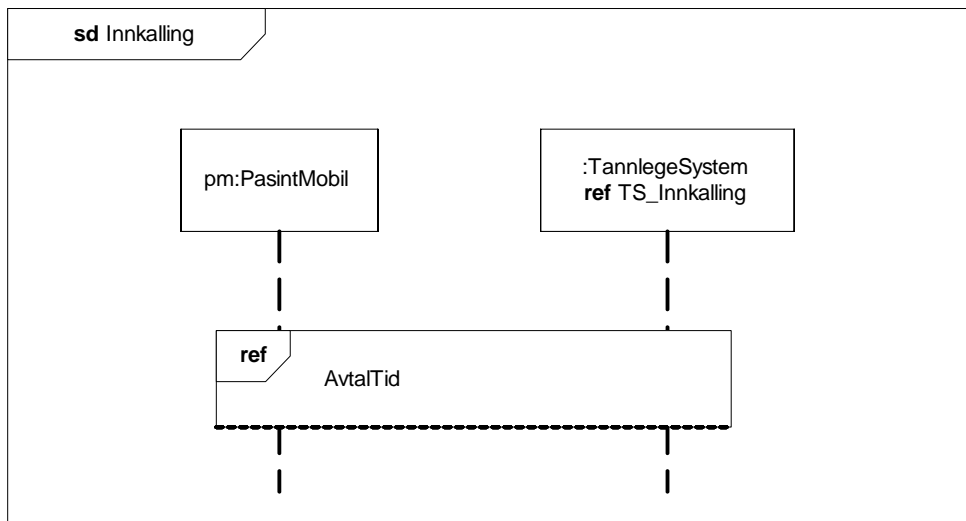 sd Innkalling
pm:PasintMobil
:TannlegeSystem
ref TS_Innkalling
ref
AvtalTid